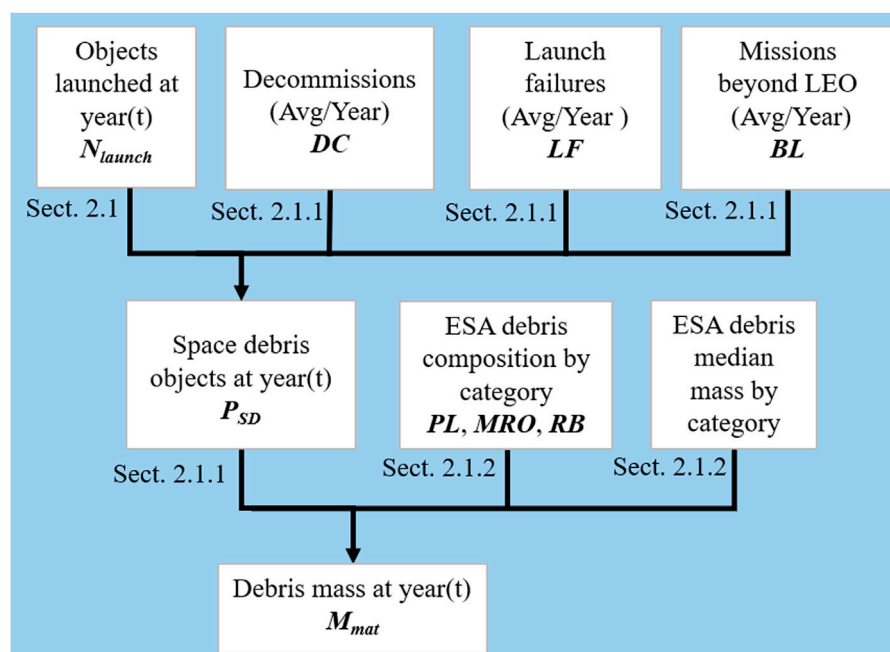 Objects
launched at
year(t)
N_launch
Decommissions
(Avg/Year)
DC
Launch
failures
(Avg/Year )
LF
Missions
beyond LEO
(Avg/Year)
BL
Sect. 2.1
Sect. 2.1.1
Sect. 2.1.1
Sect. 2.1.1
Space debris
objects at year(t)
P_SD
ESA debris
composition by
category
PL, MRO, RB
ESA debris
median
mass by
category
Sect. 2.1.1
Sect. 2.1.2
Sect. 2.1.2
Debris mass at year(t)
M_mat